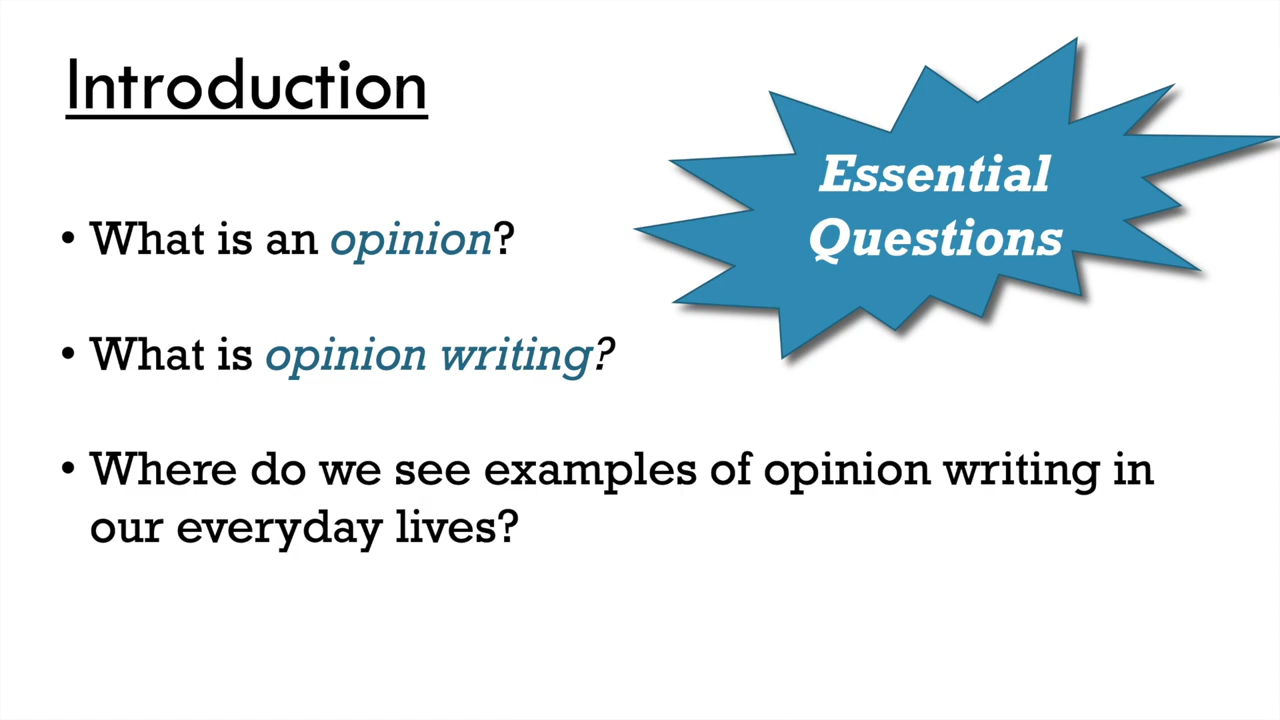 Introduction
Essential
Questions
• What is an opinion?
• What is opinion writing?
• Where do we see examples of opinion writing in
our everyday lives?